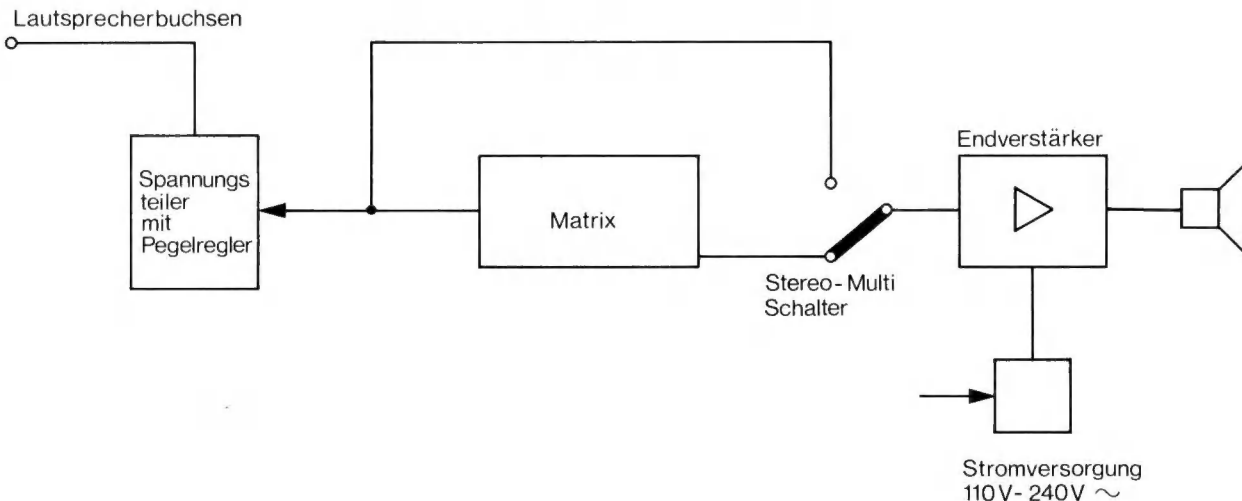 Lautsprecherbuchsen
Spannungs
teiler
mit
Pegelregler
Matrix
Stereo-Multi
Schalter
Endverstärker
Stromversorgung
110V-240V ~